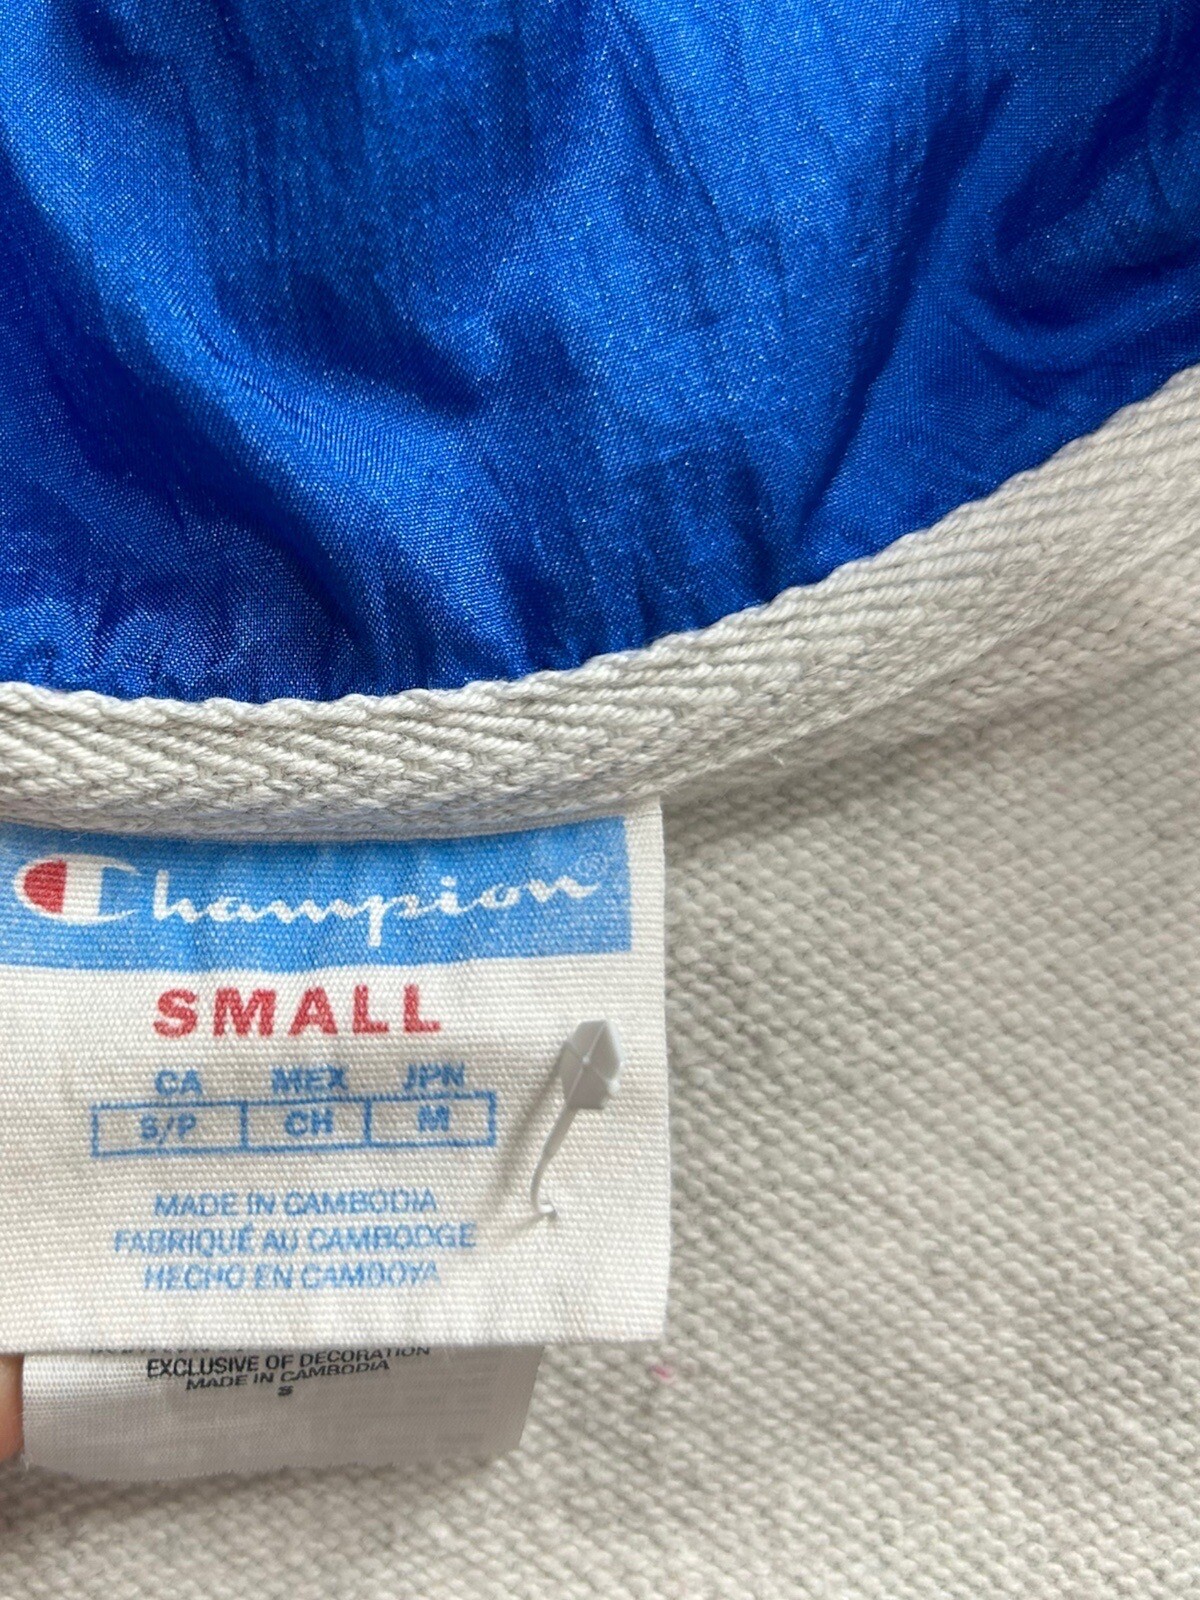 Champion®
SMALL
CA MEX JPN
S/P CH M
MADE IN CAMBODIA
FABRIQUÉ AU CAMBODGE
HECHO EN CAMBOYA
EXCLUSIVE OF DECORATION
MADE IN CAMBODIA
S